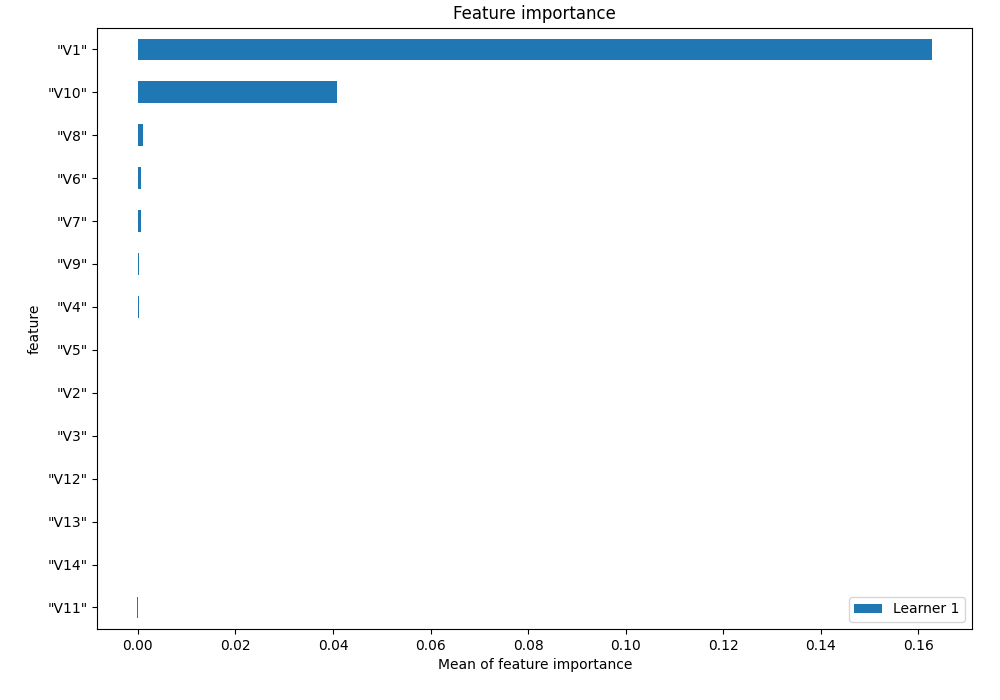 Feature importance
"V1"
"V10"
"V8"
"V6"
"V7"
"V9"
"V4"
"V5"
"V2"
"V3"
"V12"
"V13"
"V14"
"V11"
feature
Learner 1
0.00 0.02 0.04 0.06 0.08 0.10 0.12 0.14 0.16
Mean of feature importance